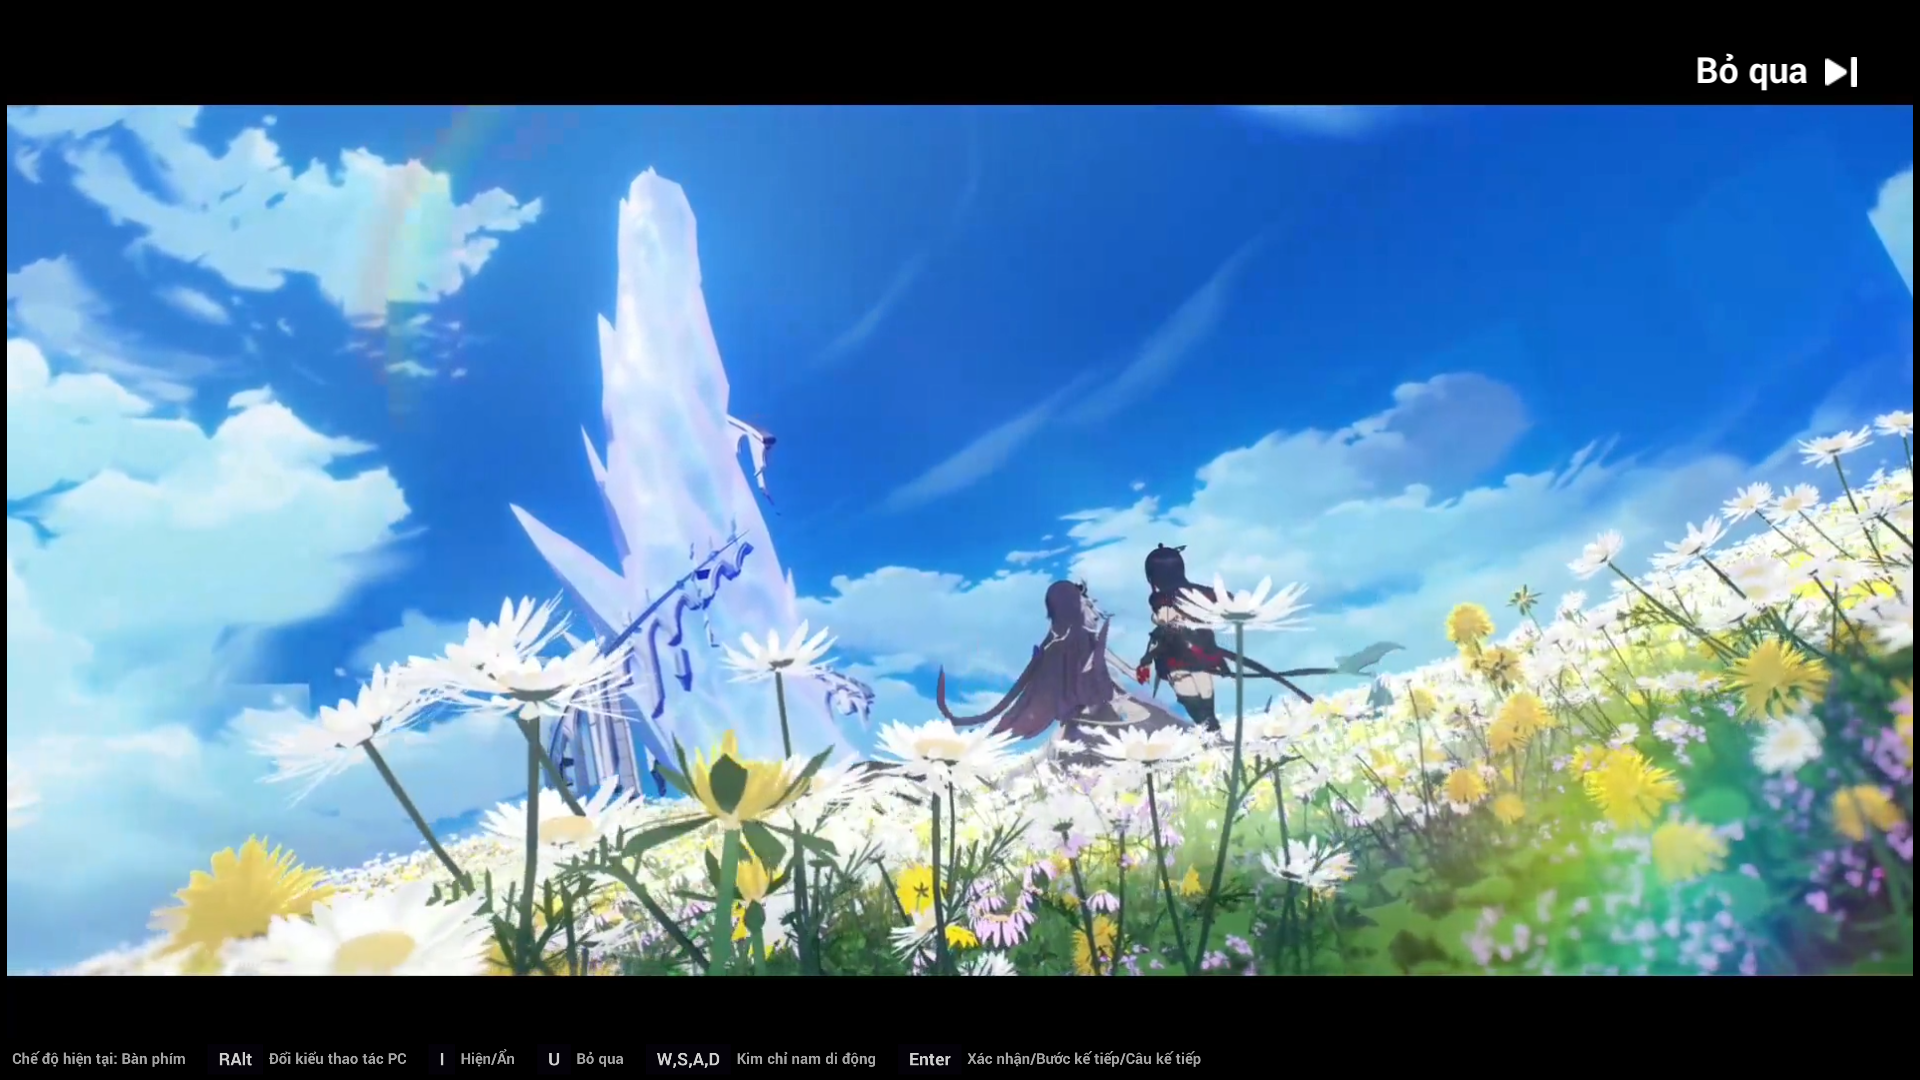 Bỏ qua
Chế độ hiện tại: Bàn phím RAlt Đổi kiểu thao tác PC I Hiện/Ẩn U Bỏ qua W,S,A,D Kim chỉ nam di động Enter Xác nhận/Bước kế tiếp/Câu kế tiếp